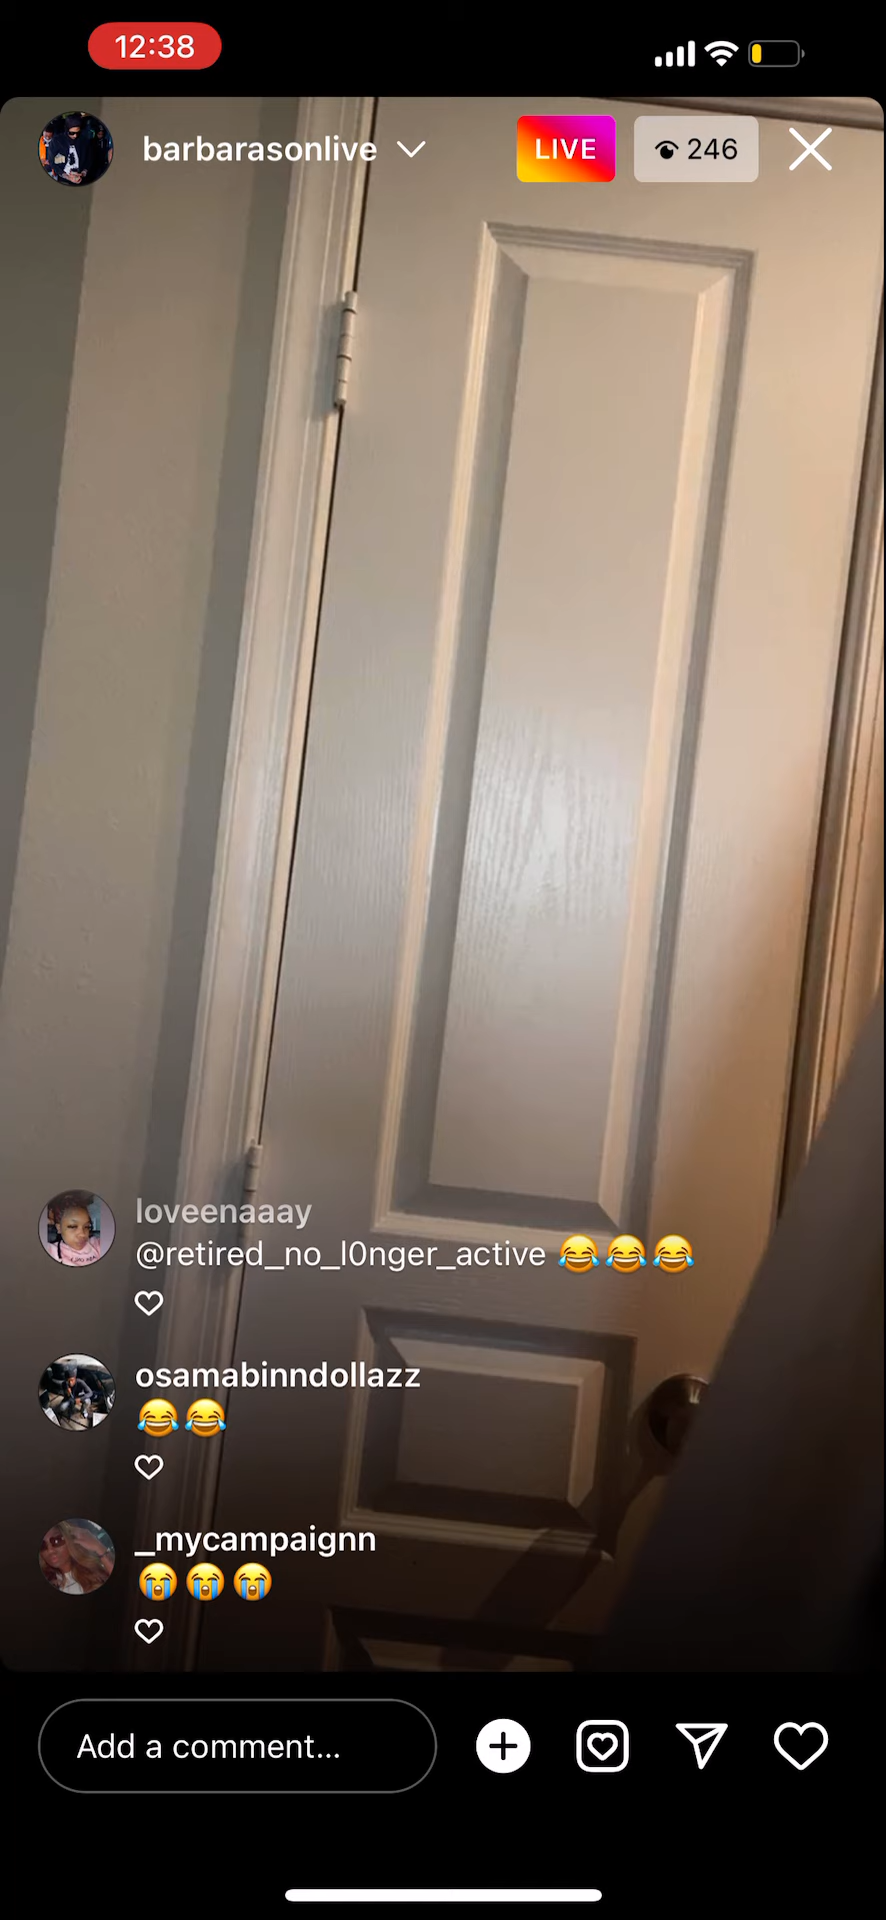 12:38
barbarasonlive
LIVE
246
loveenaaay
@retired_no_l0nger_active 😂😂😂
osamabinndollazz
😂😂
_mycampaignn
😭😭😭
Add a comment...